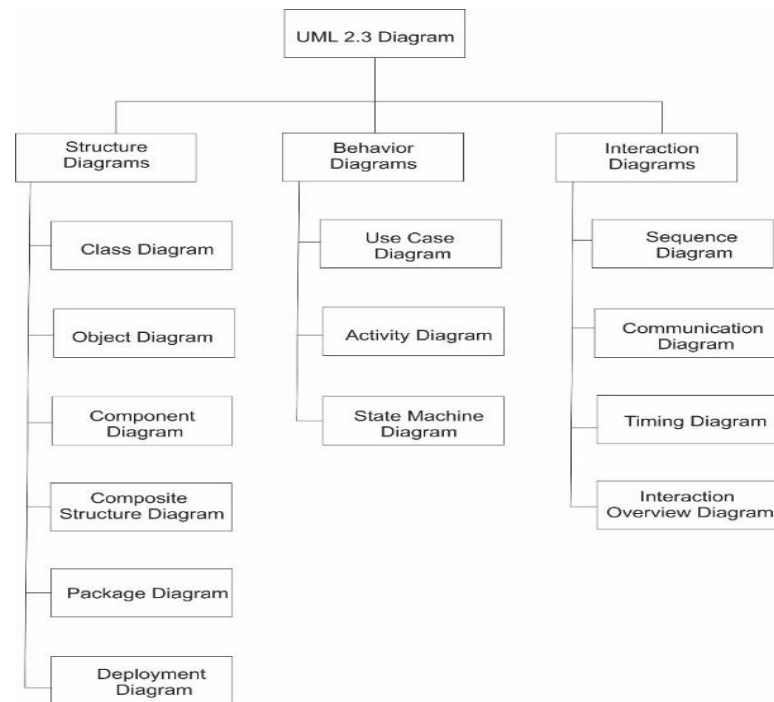 UML 2.3 Diagram
Structure
Diagrams
Behavior
Diagrams
Interaction
Diagrams
Class Diagram
Object Diagram
Component
Diagram
Composite
Structure Diagram
Package Diagram
Deployment
Diagram
Use Case
Diagram
Activity Diagram
State Machine
Diagram
Sequence
Diagram
Communication
Diagram
Timing Diagram
Interaction
Overview Diagram